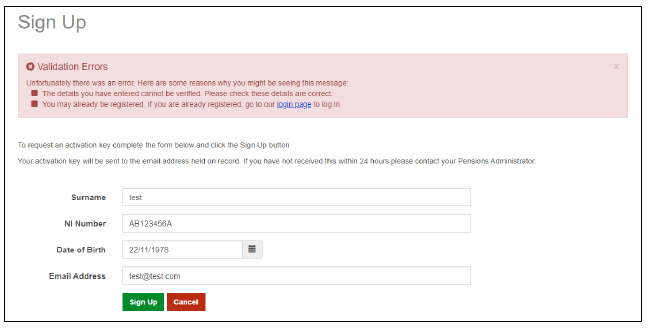 Sign Up
Validation Errors
x
Unfortunately there was an error. Here are some reasons why you might be seeing this message:
The details you have entered cannot be verified. Please check these details are correct.
You may already be registered. If you are already registered, go to our login page to log in.
To request an activation key complete the form below and click the Sign Up button
Your activation key will be sent to the email address held on record. If you have not received this within 24 hours please contact your Pensions Administrator.
Surname test
NI Number AB123456A
Date of Birth 22/11/1978
Email Address test@test.com
Sign Up Cancel